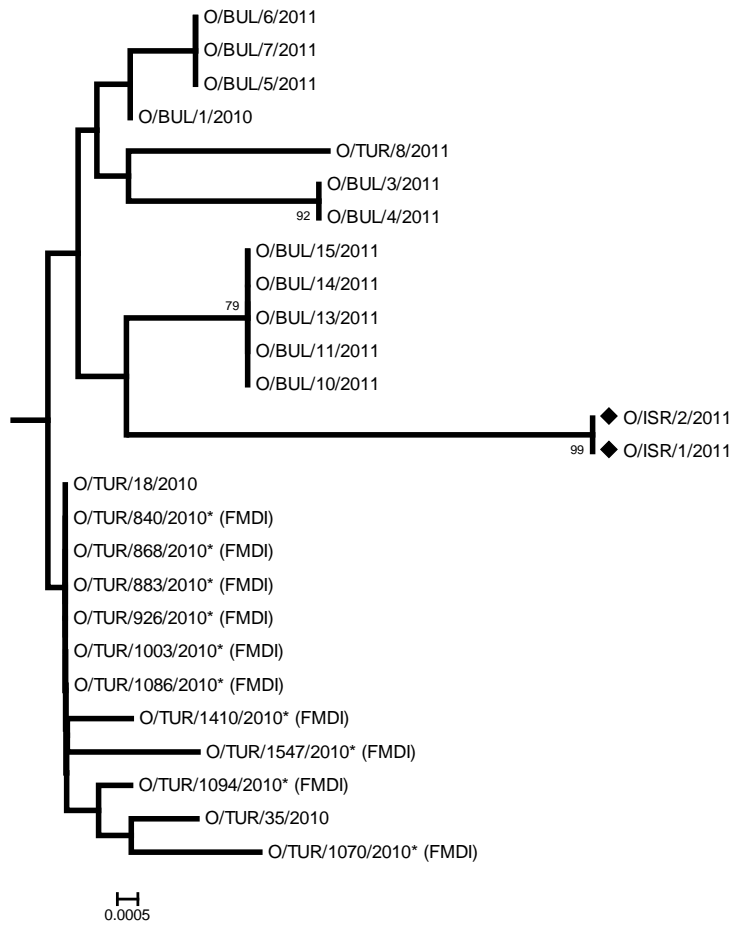 O/BUL/6/2011
O/BUL/7/2011
O/BUL/5/2011
O/BUL/1/2010
O/TUR/8/2011
O/BUL/3/2011
92
O/BUL/4/2011
O/BUL/15/2011
O/BUL/14/2011
79
O/BUL/13/2011
O/BUL/11/2011
O/BUL/10/2011
O/ISR/2/2011
99
O/ISR/1/2011
O/TUR/18/2010
O/TUR/840/2010* (FMDI)
O/TUR/868/2010* (FMDI)
O/TUR/883/2010* (FMDI)
O/TUR/926/2010* (FMDI)
O/TUR/1003/2010* (FMDI)
O/TUR/1086/2010* (FMDI)
O/TUR/1410/2010* (FMDI)
O/TUR/1547/2010* (FMDI)
O/TUR/1094/2010* (FMDI)
O/TUR/35/2010
O/TUR/1070/2010* (FMDI)
0.0005